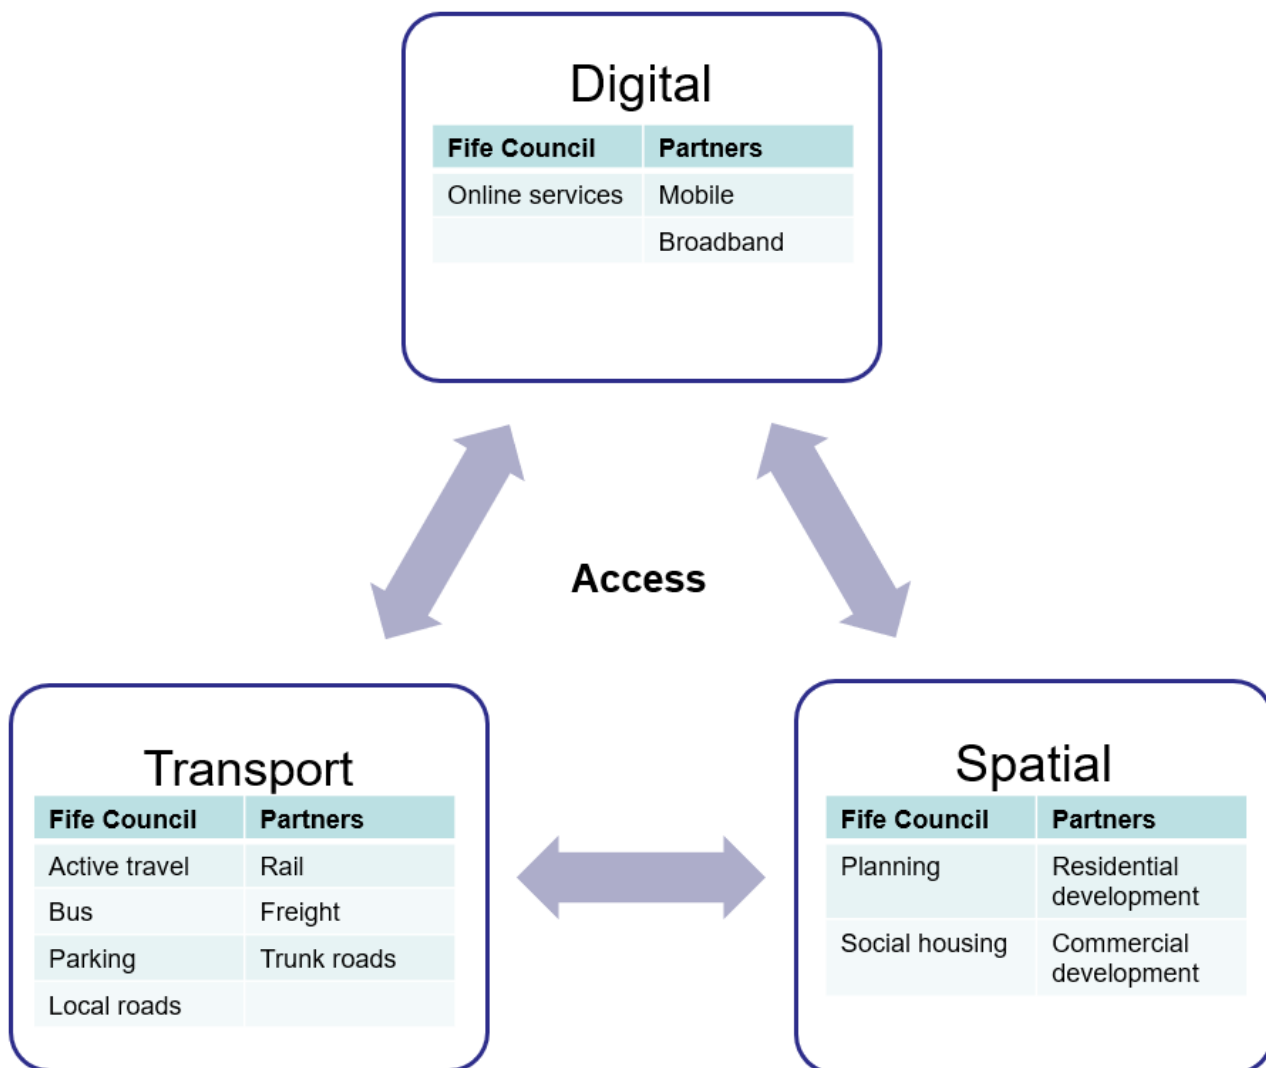 Digital
Fife Council Partners
Online services Mobile
Broadband
Access
Transport
Fife Council Partners
Active travel Rail
Bus Freight
Parking Trunk roads
Local roads
Spatial
Fife Council Partners
Planning Residential
development
Social housing Commercial
development